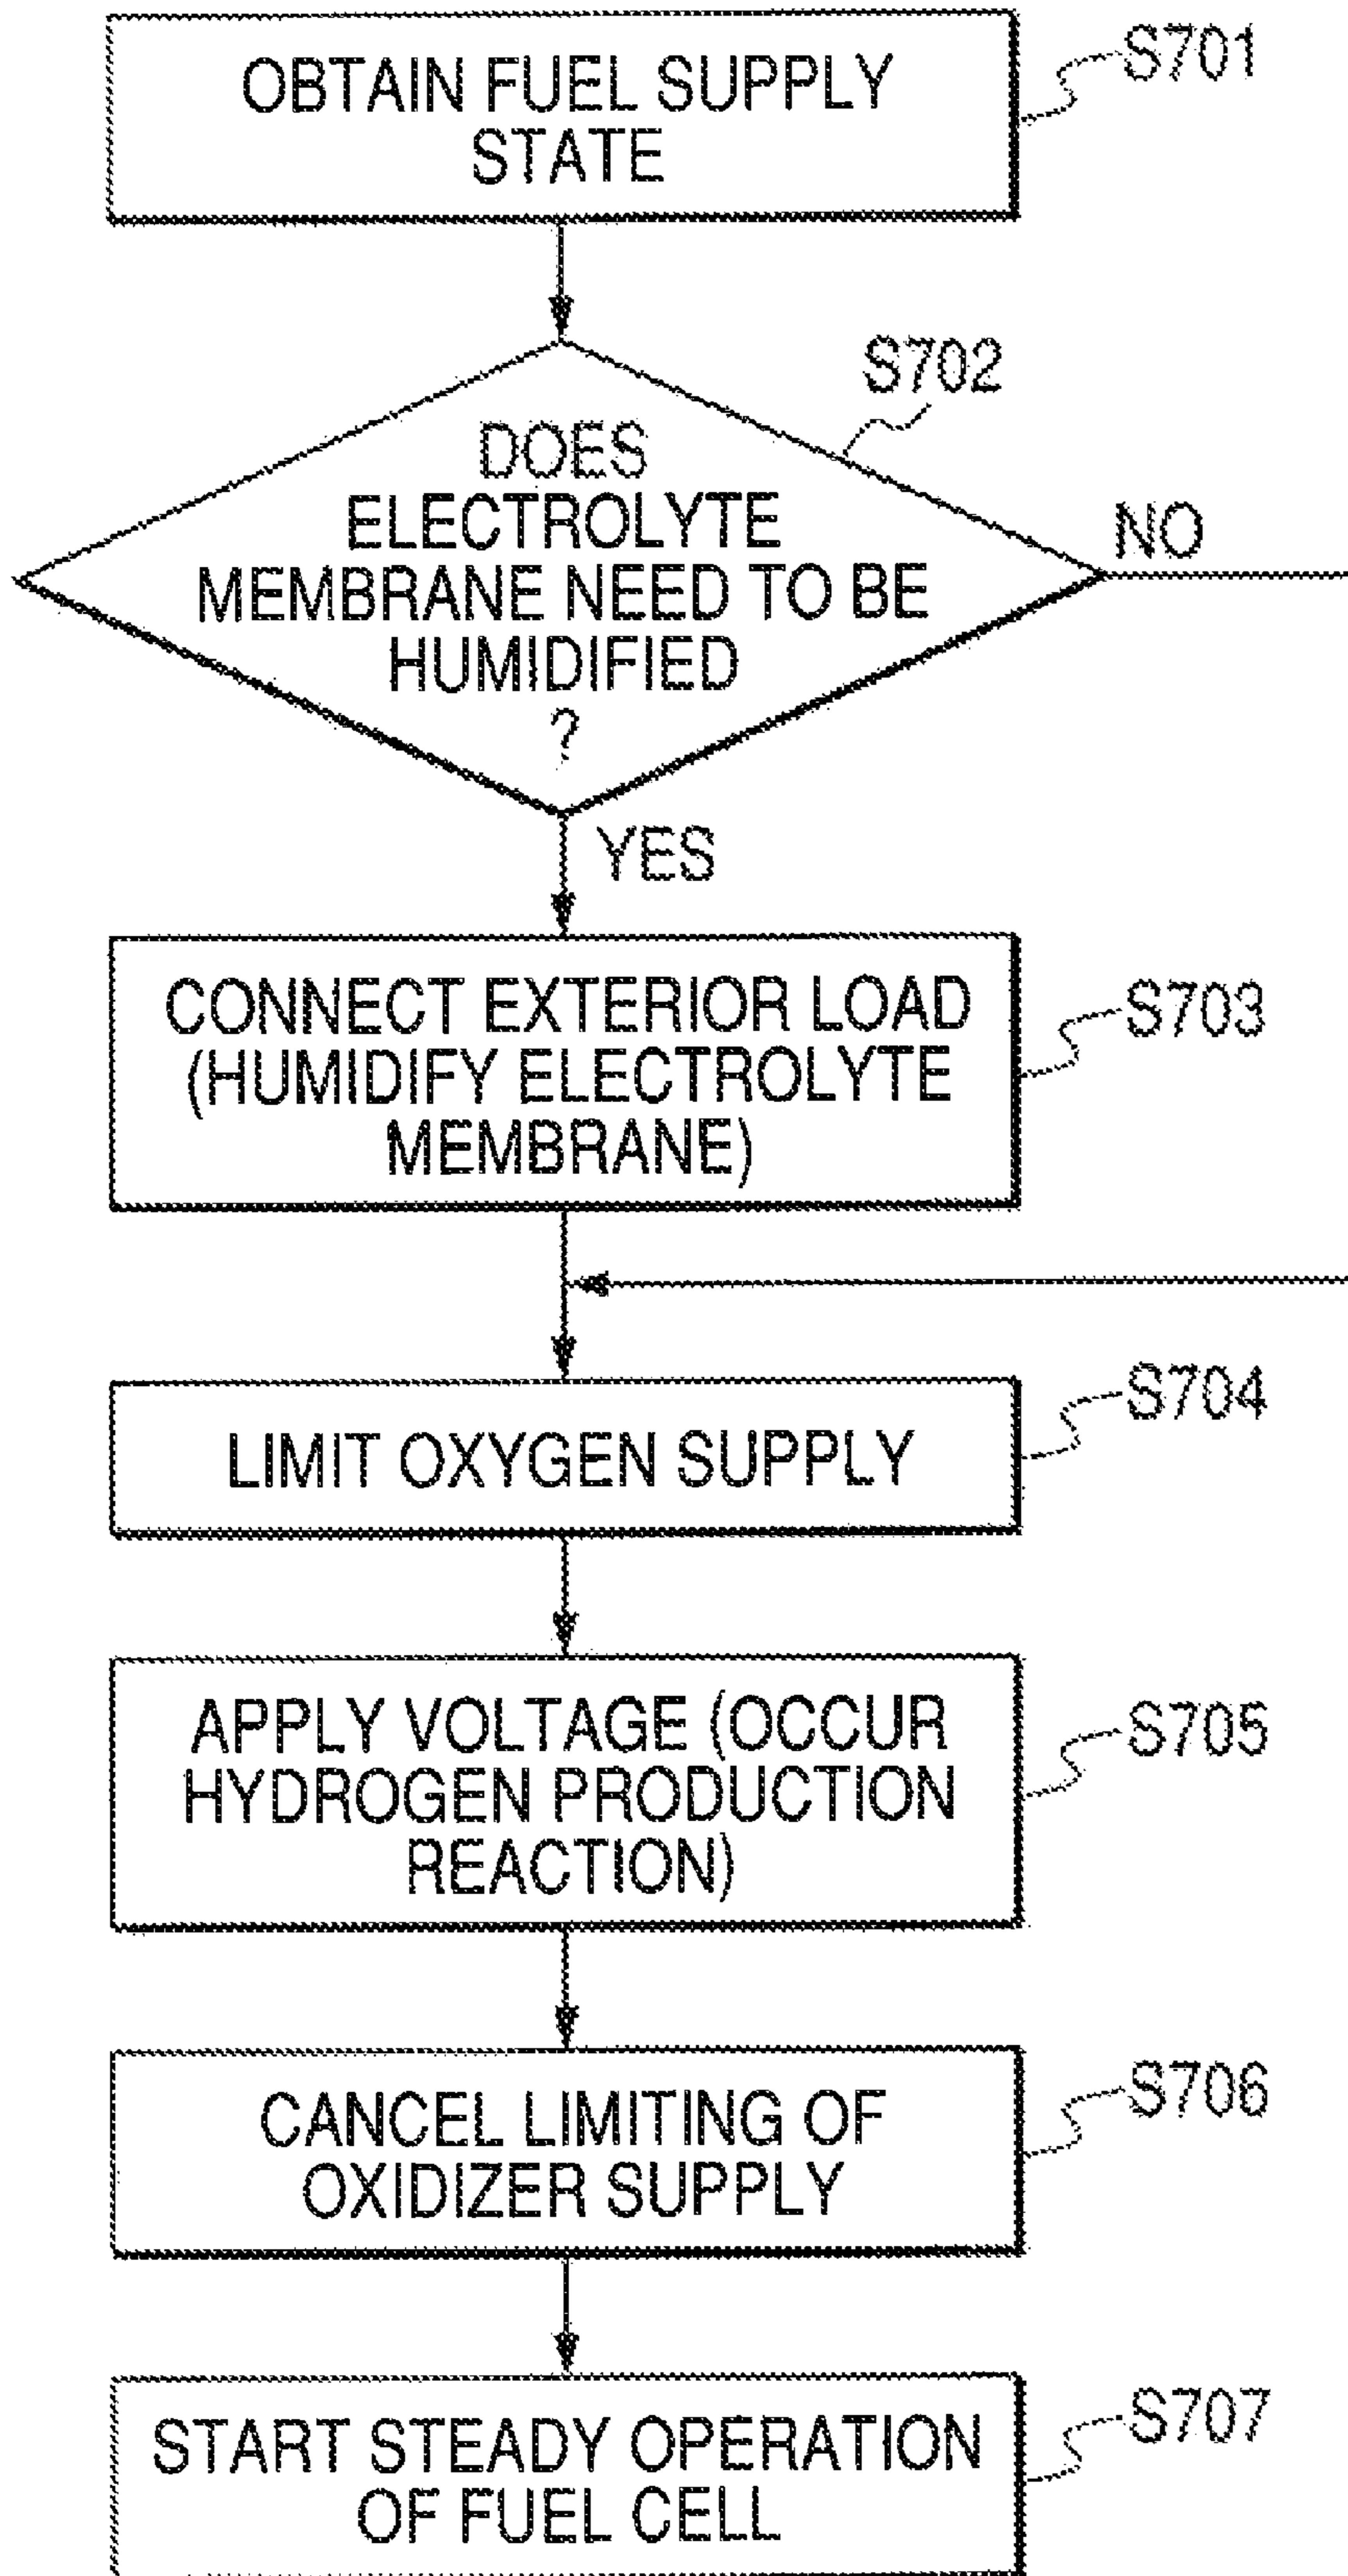 OBTAIN FUEL SUPPLY
STATE
S701
S702
DOES
ELECTROLYTE
MEMBRANE NEED TO BE
HUMIDIFIED
?
NO
YES
CONNECT EXTERIOR LOAD
(HUMIDIFY ELECTROLYTE
MEMBRANE)
S703
LIMIT OXYGEN SUPPLY
S704
APPLY VOLTAGE (OCCUR
HYDROGEN PRODUCTION
REACTION)
S705
CANCEL LIMITING OF
OXIDIZER SUPPLY
S706
START STEADY OPERATION
OF FUEL CELL
S707